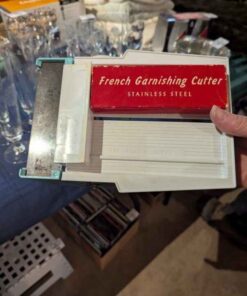 French Garnishing Cutter
STAINLESS STEEL